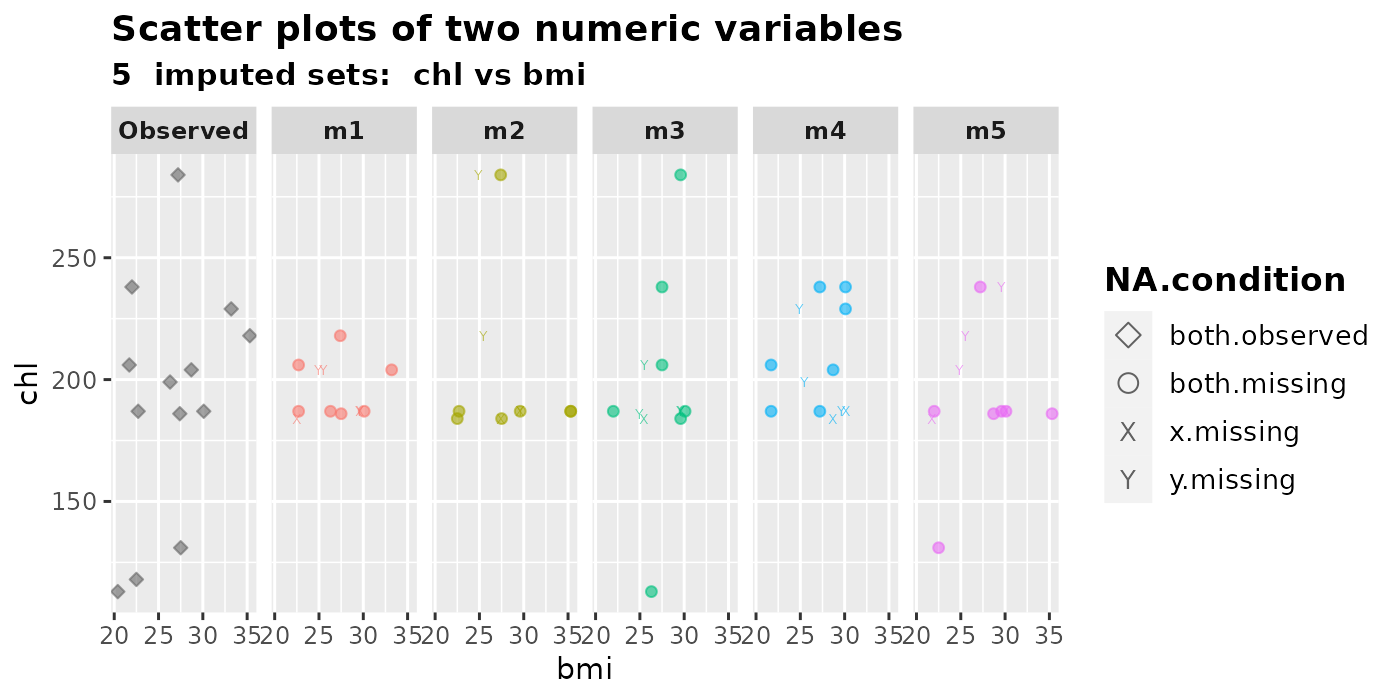 Scatter plots of two numeric variables
5  imputed sets:  chl vs bmi
Observed m1 m2 m3 m4 m5
250
200
150
chl
20 25 30 35 20 25 30 35 20 25 30 35 20 25 30 35 20 25 30 35 20 25 30 35
bmi
NA.condition
both.observed
both.missing
X x.missing
Y y.missing